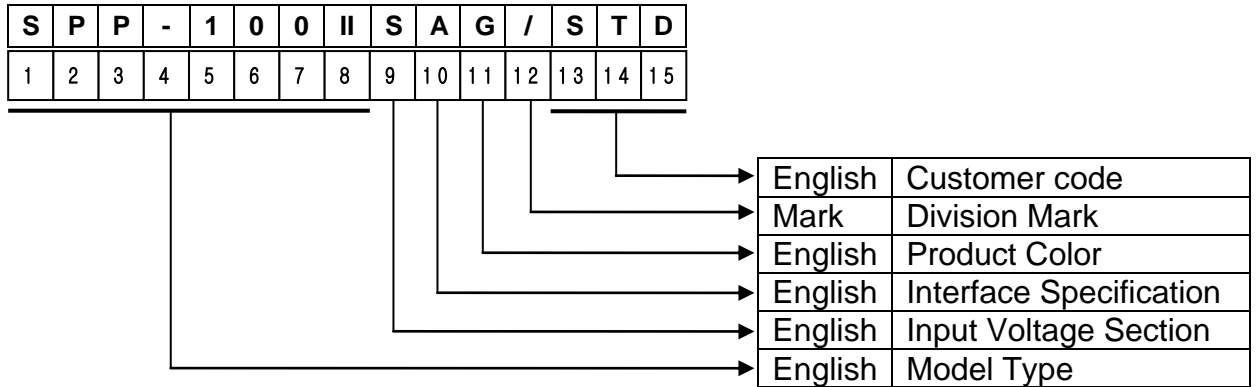 S P P - 1 0 0 II S A G / S T D
1 2 3 4 5 6 7 8 9 10 11 12 13 14 15
English Customer code
Mark Division Mark
English Product Color
English Interface Specification
English Input Voltage Section
English Model Type